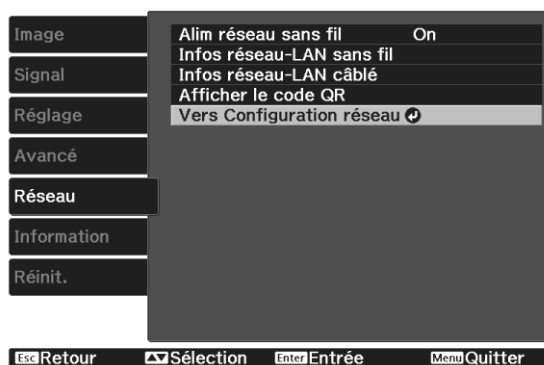 Image
Signal
Réglage
Avancé
Réseau
Information
Réinit.
Alim réseau sans fil On
Infos réseau-LAN sans fil
Infos réseau-LAN câblé
Afficher le code QR
Vers Configuration réseau
Esc Retour Sélection Enter Entrée Menu Quitter